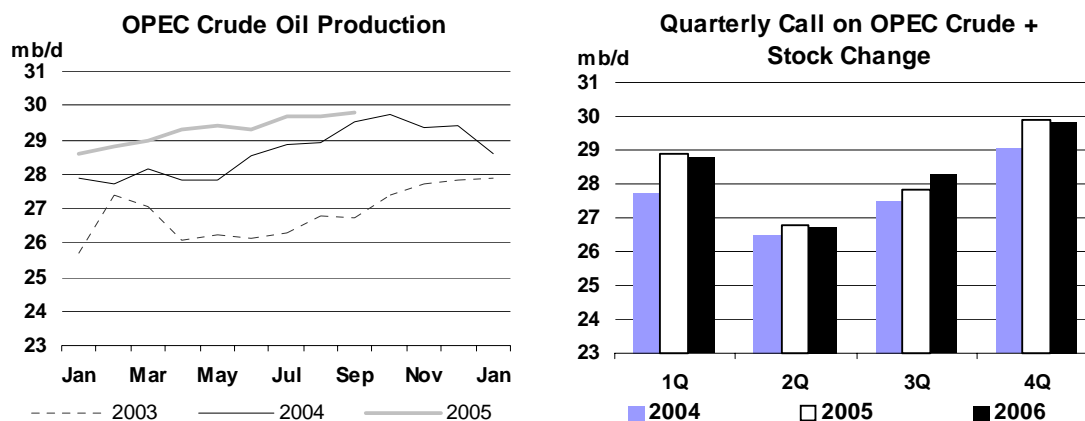 OPEC Crude Oil Production
mb/d
31
30
29
28
27
26
25
24
23
Jan Mar May Jul Sep Nov Jan
2003 2004 2005
Quarterly Call on OPEC Crude +
Stock Change
mb/d
31
30
29
28
27
26
25
24
23
1Q 2Q 3Q 4Q
2004 2005 2006